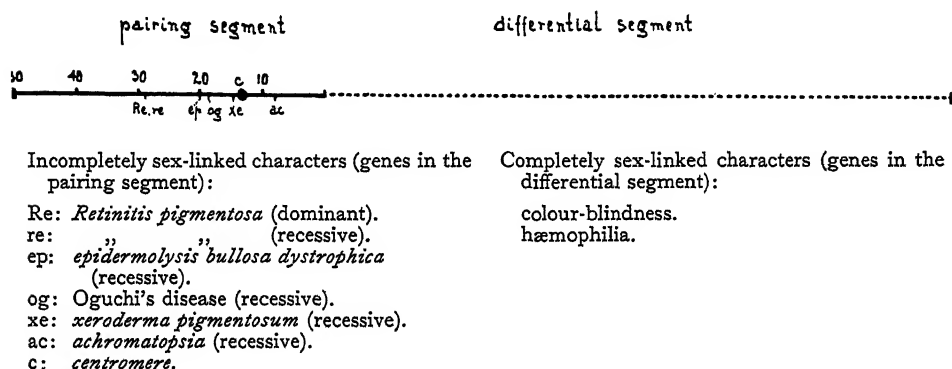 pairing segment
differential segment
50 40 30 20 c 10
Re.re ep og xe ac
Incompletely sex-linked characters (genes in the
pairing segment):
Re: Retinitis pigmentosa (dominant).
re: „ „ (recessive).
ep: epidermolysis bullosa dystrophica
(recessive).
og: Oguchi's disease (recessive).
xe: xeroderma pigmentosum (recessive).
ac: achromatopsia (recessive).
c: centromere.
Completely sex-linked characters (genes in the
differential segment):
colour-blindness.
hæmophilia.